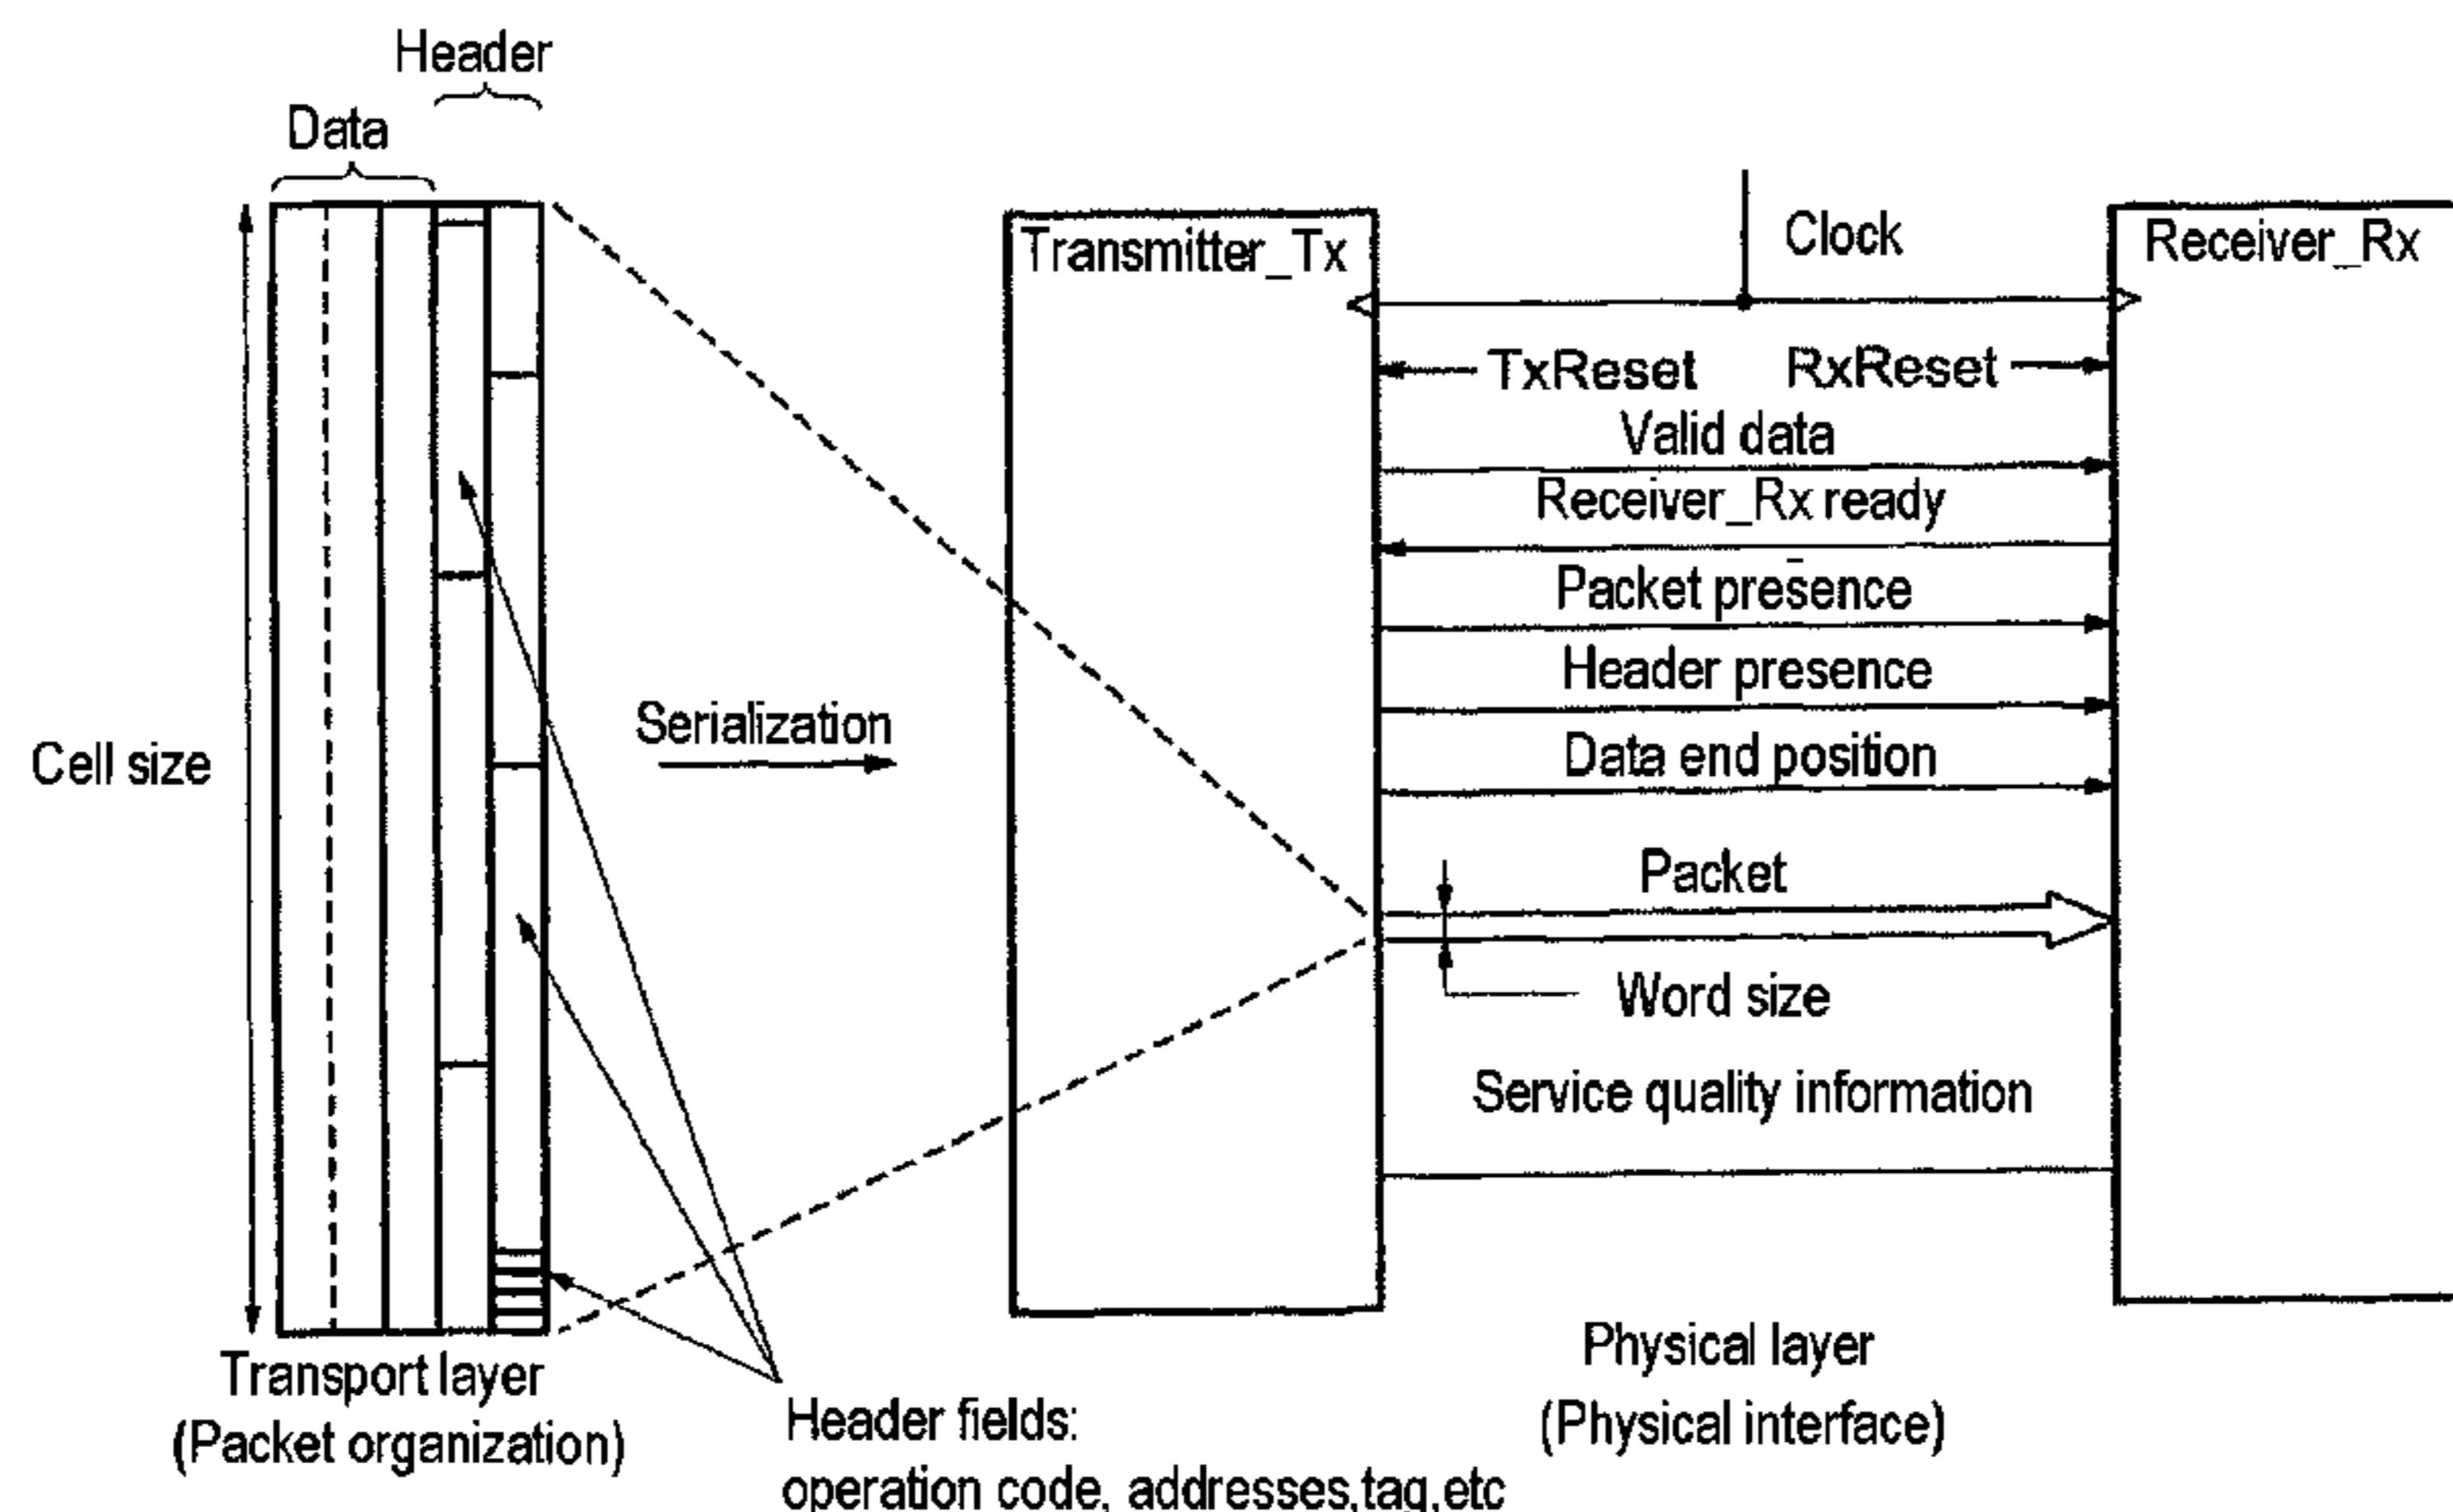 Header
Data
Cell size
Transport layer
(Packet organization)
Serialization
Header fields:
operation code, addresses,tag,etc
Transmitter_Tx
Clock
Receiver_Rx
TxReset
RxReset
Valid data
Receiver_Rx ready
Packet presence
Header presence
Data end position
Packet
Word size
Service quality information
Physical layer
(Physical interface)